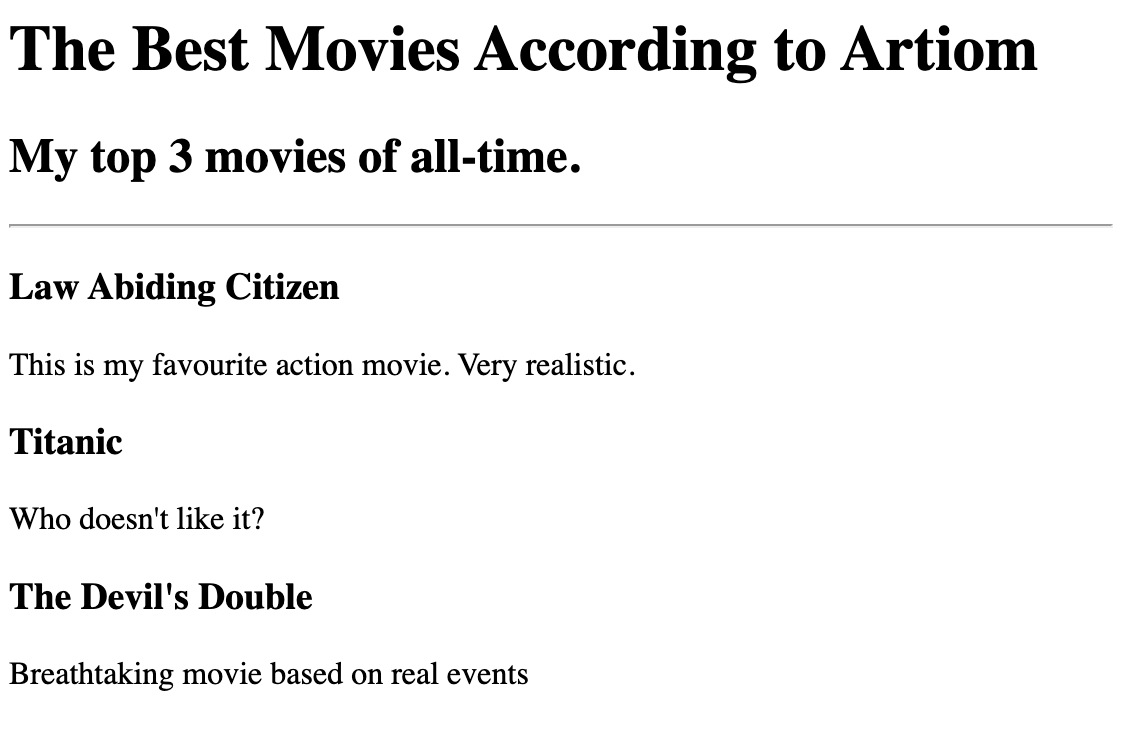 The Best Movies According to Artiom
My top 3 movies of all-time.
Law Abiding Citizen
This is my favourite action movie. Very realistic.
Titanic
Who doesn't like it?
The Devil's Double
Breathtaking movie based on real events